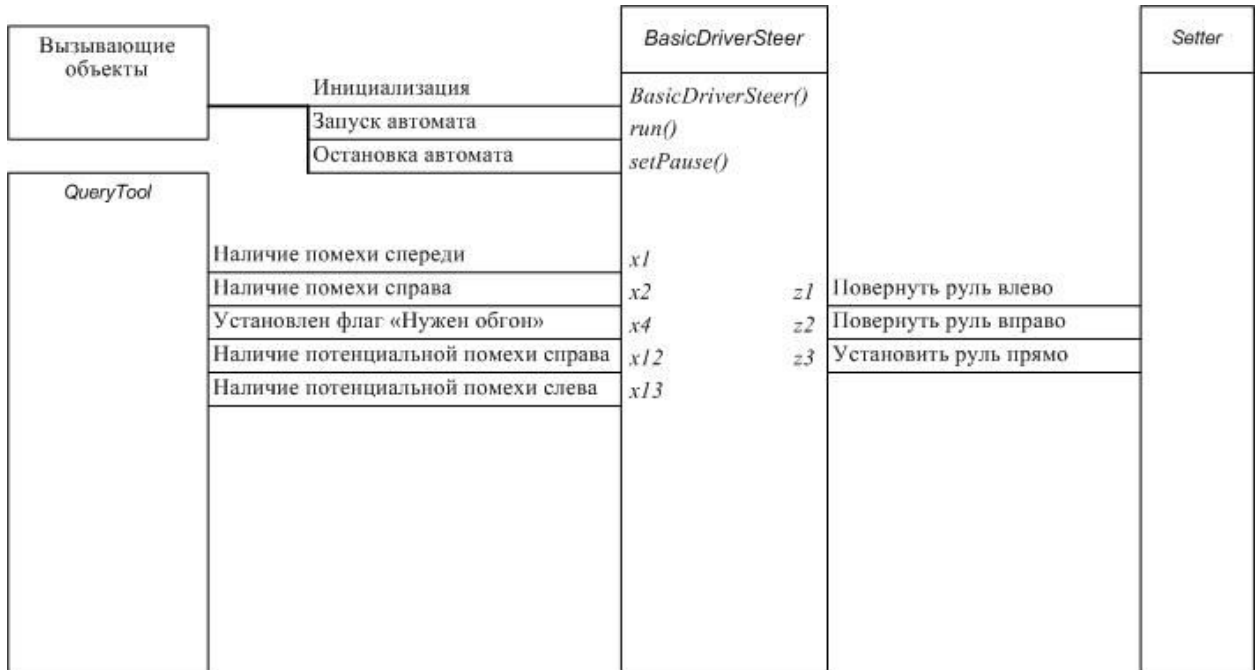 Вызывающие
объекты
BasicDriverSteer
Setter
Инициализация
BasicDriverSteer()
Запуск автомата
run()
Остановка автомата
setPause()
QueryTool
Наличие помехи спереди
x1
Наличие помехи справа
x2
z1
Повернуть руль влево
Установлен флаг «Нужен обгон»
x4
z2
Повернуть руль вправо
Наличие потенциальной помехи справа
x12
z3
Установить руль прямо
Наличие потенциальной помехи слева
x13